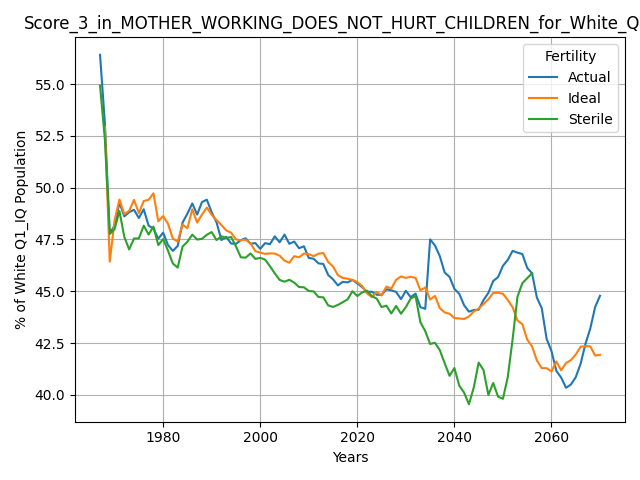 Score_3_in_MOTHER_WORKING_DOES_NOT_HURT_CHILDREN_for_White_Q
Fertility
Actual
Ideal
Sterile
% of White Q1_IQ Population
55.0
52.5
50.0
47.5
45.0
42.5
40.0
1980 2000 2020 2040 2060
Years